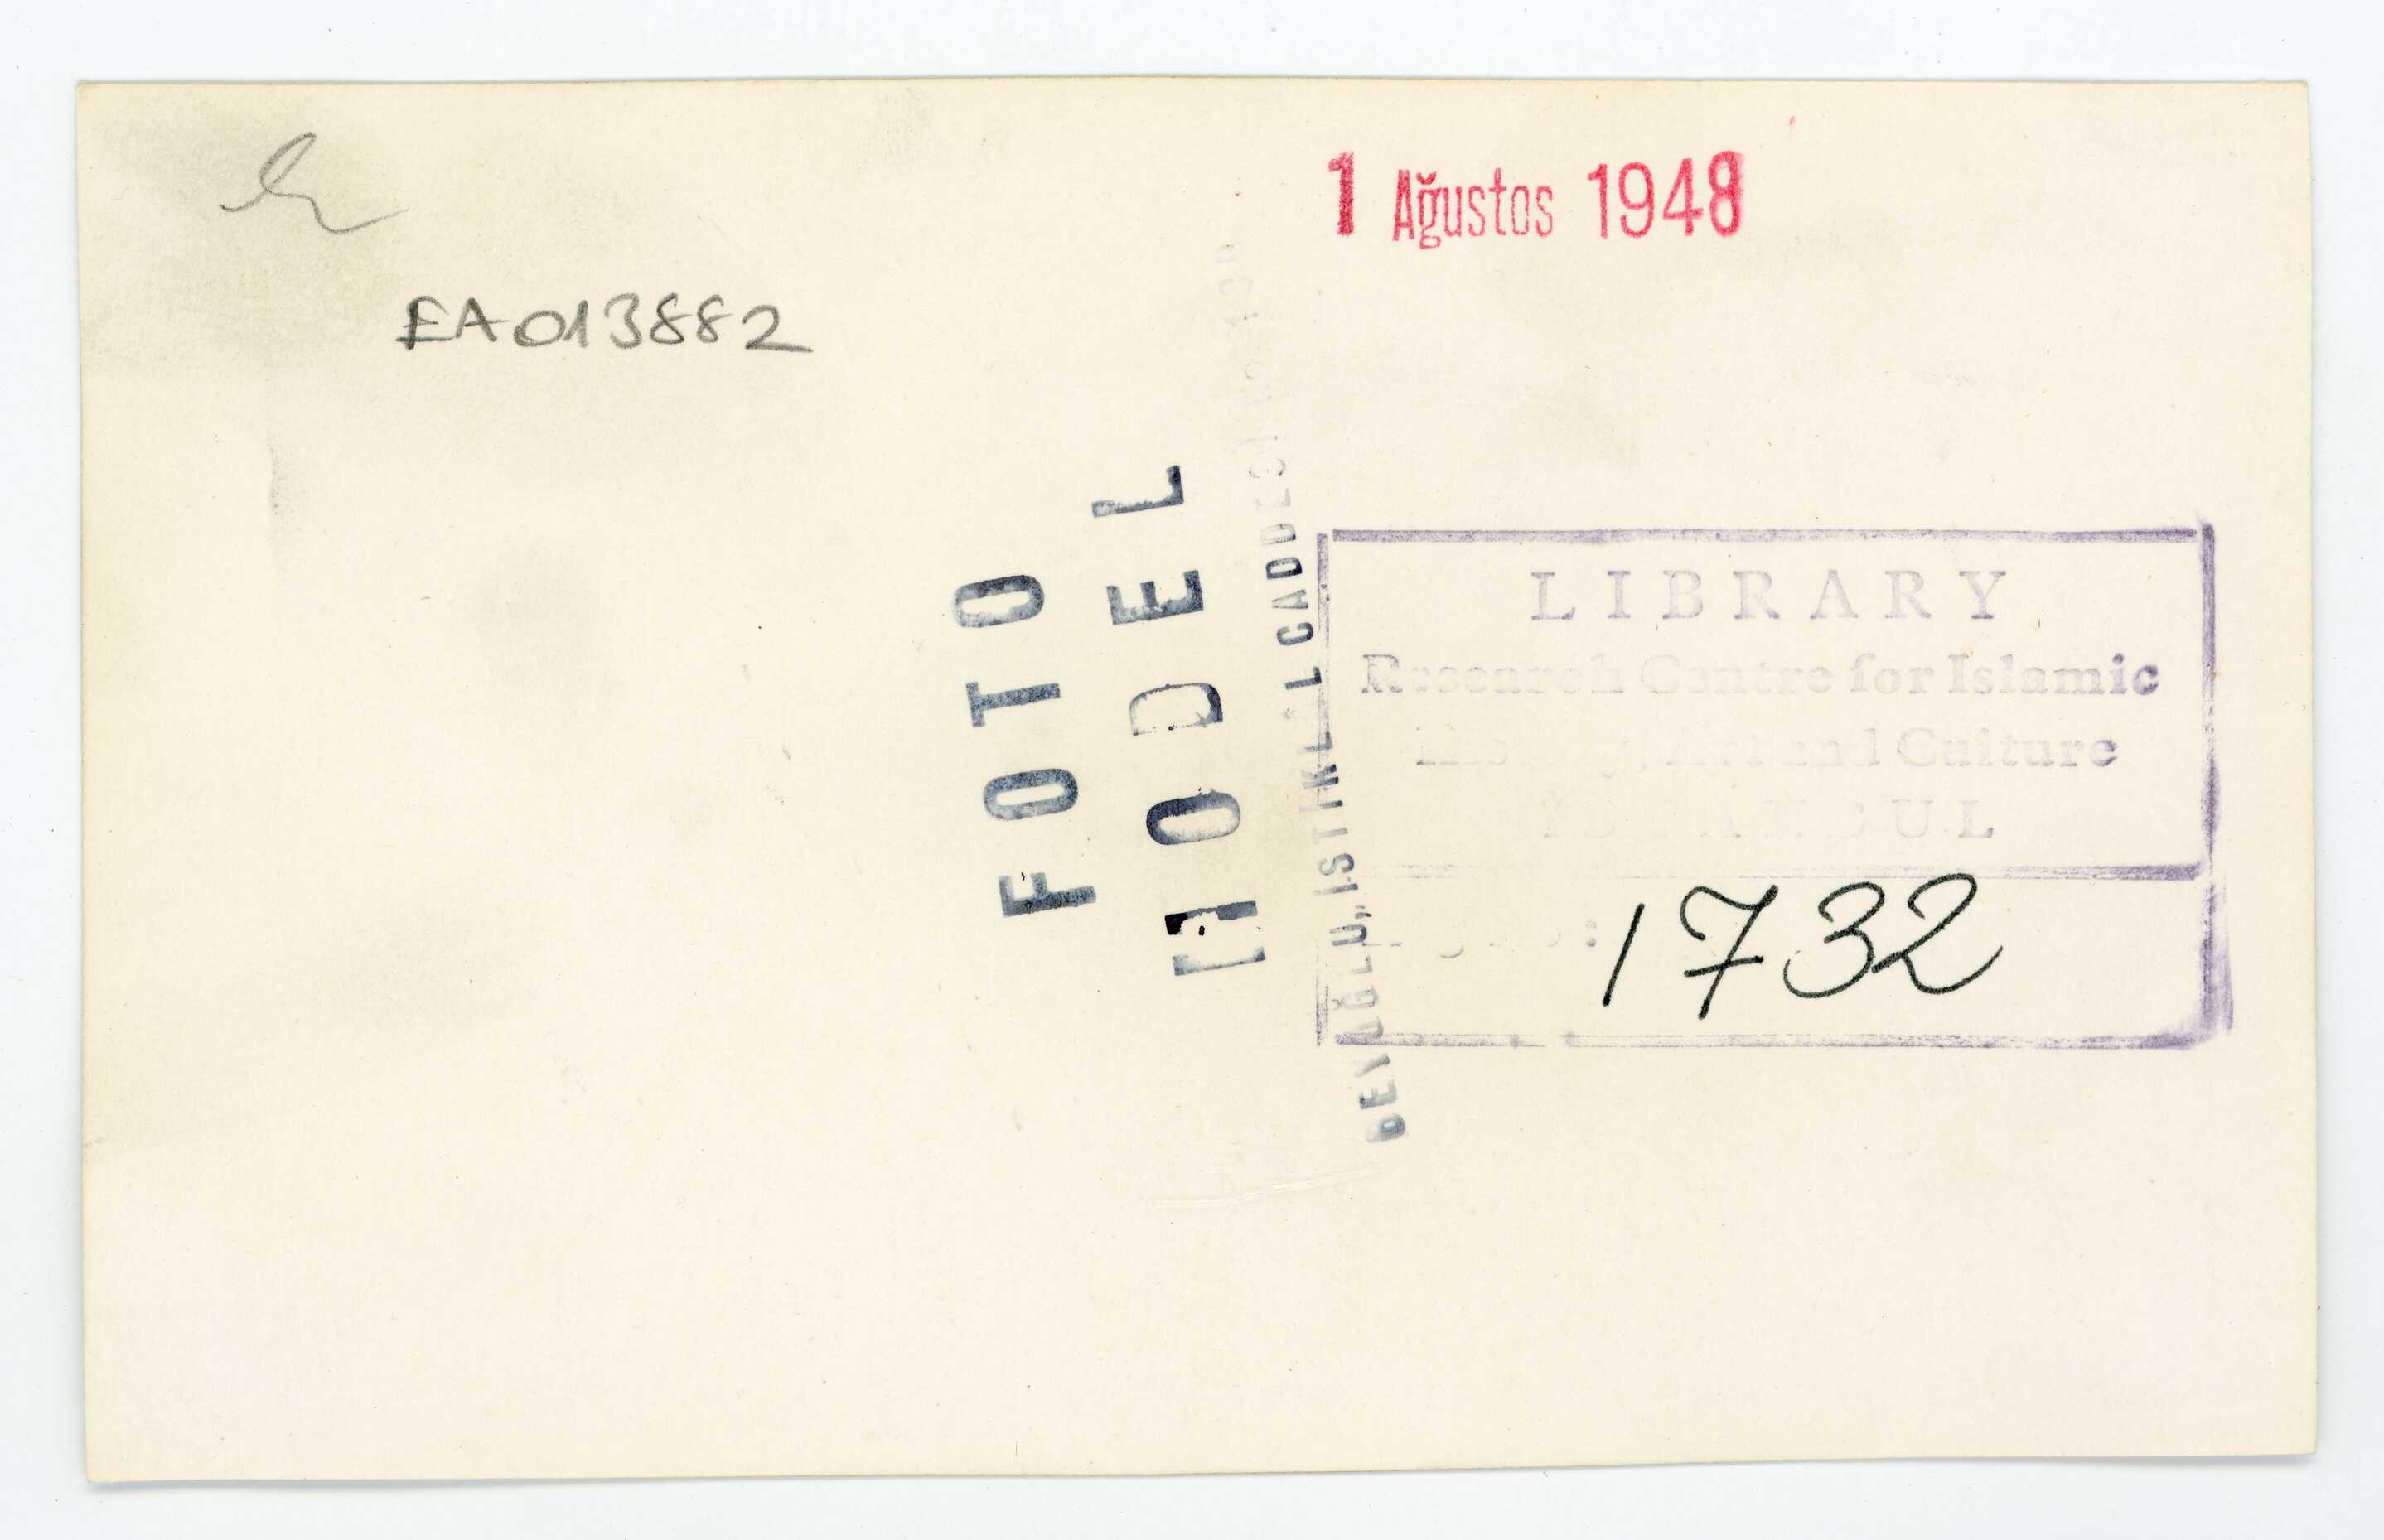 1 Ağustos 1948
EA013882
FOTO
MODEL
BEYOĞLU, ISTIKLAL CADDESI
LIBRARY
Research Centre for Islamic
History, Art and Culture
ISTANBUL
1732